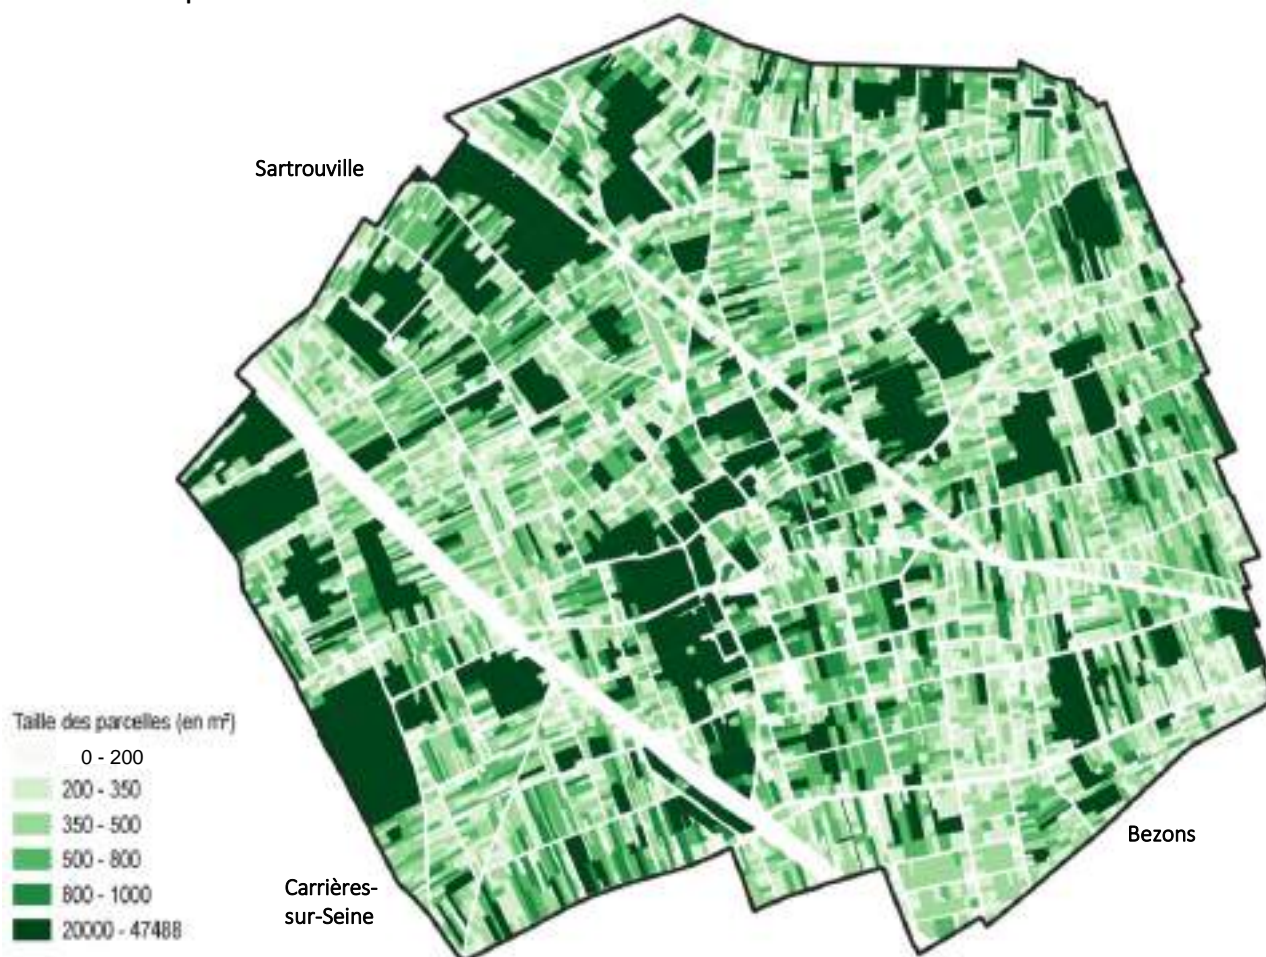 Sartrouville
Taille des parcelles (en m²)
0 - 200
200 - 350
350 - 500
500 - 800
800 - 1000
20000 - 47488
Carrières-
sur-Seine
Bezons